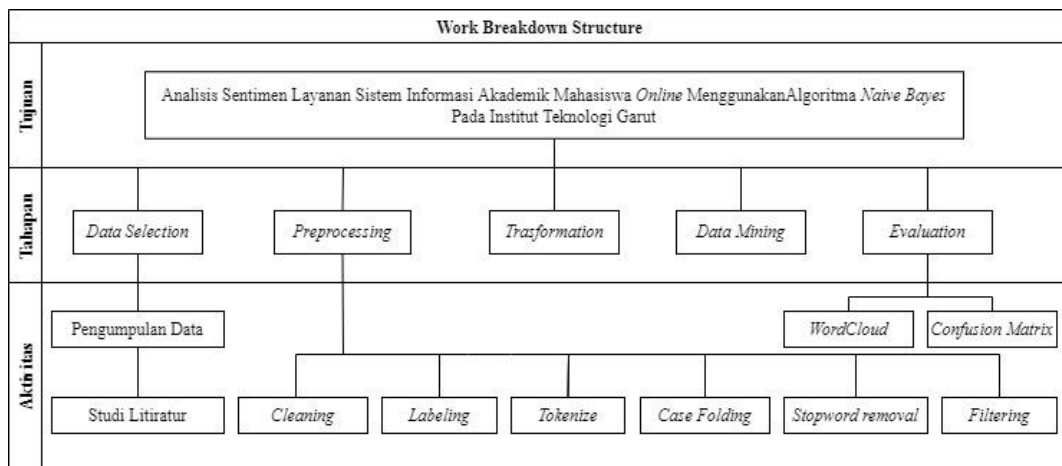 Work Breakdown Structure
Tujuan
Analisis Sentimen Layanan Sistem Informasi Akademik Mahasiswa Online MenggunakanAlgoritma Naive Bayes
Pada Institut Teknologi Garut
Tahapan
Data Selection
Preprocessing
Trasformation
Data Mining
Evaluation
Aktivitas
Pengumpulan Data
WordCloud
Confusion Matrix
Studi Litiratur
Cleaning
Labeling
Tokenize
Case Folding
Stopword removal
Filtering